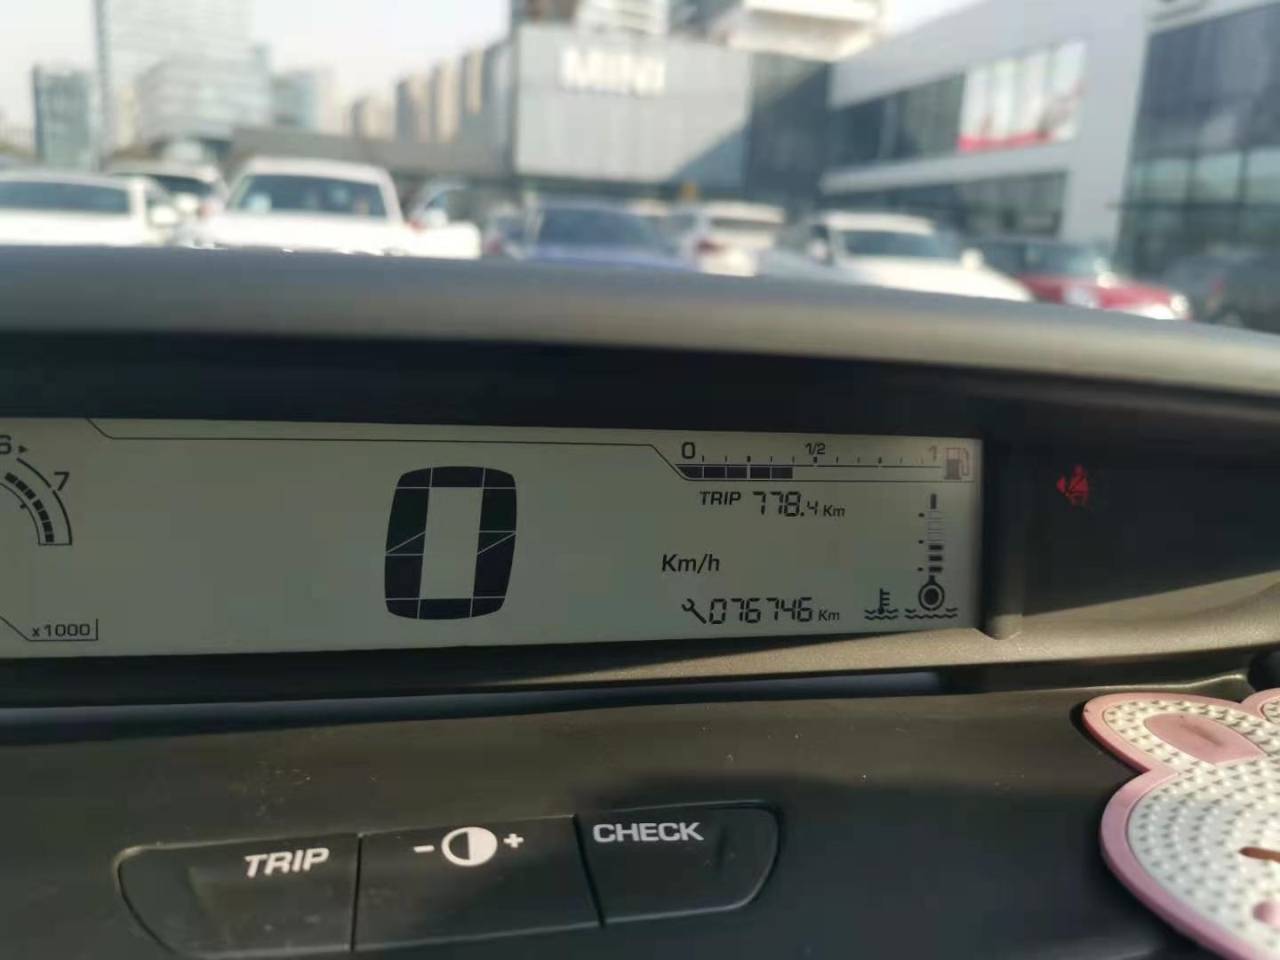 MINI
6
7
x1000
0
0 1/2 1
TRIP 778.4 Km
Km/h
076746 Km
TRIP
- +
CHECK